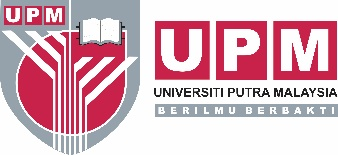 UPM
UPM
UNIVERSITI PUTRA MALAYSIA
BERILMU BERBAKTI